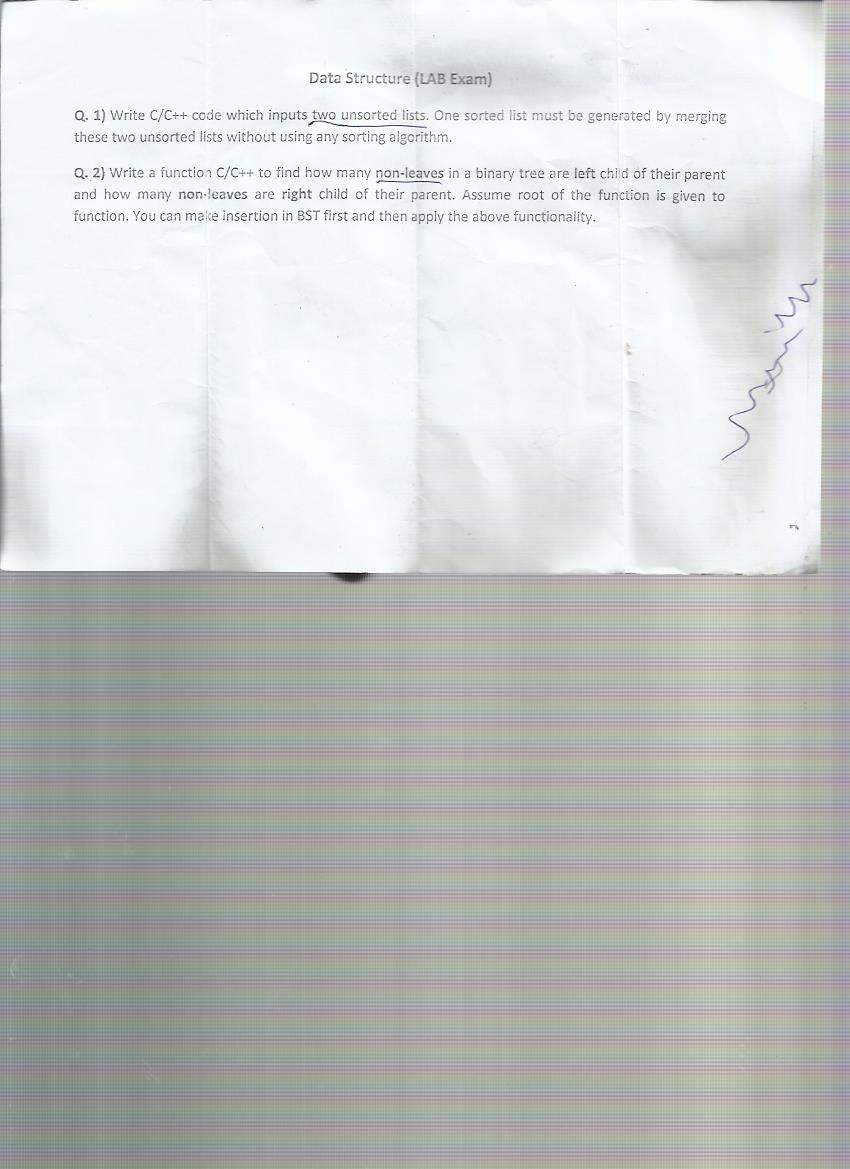 Data Structure (LAB Exam)
Q. 1) Write C/C++ code which inputs two unsorted lists. One sorted list must be generated by merging
these two unsorted lists without using any sorting algorithm.
Q. 2) Write a function C/C++ to find how many non-leaves in a binary tree are left child of their parent
and how many non-leaves are right child of their parent. Assume root of the function is given to
function. You can make insertion in BST first and then apply the above functionality.